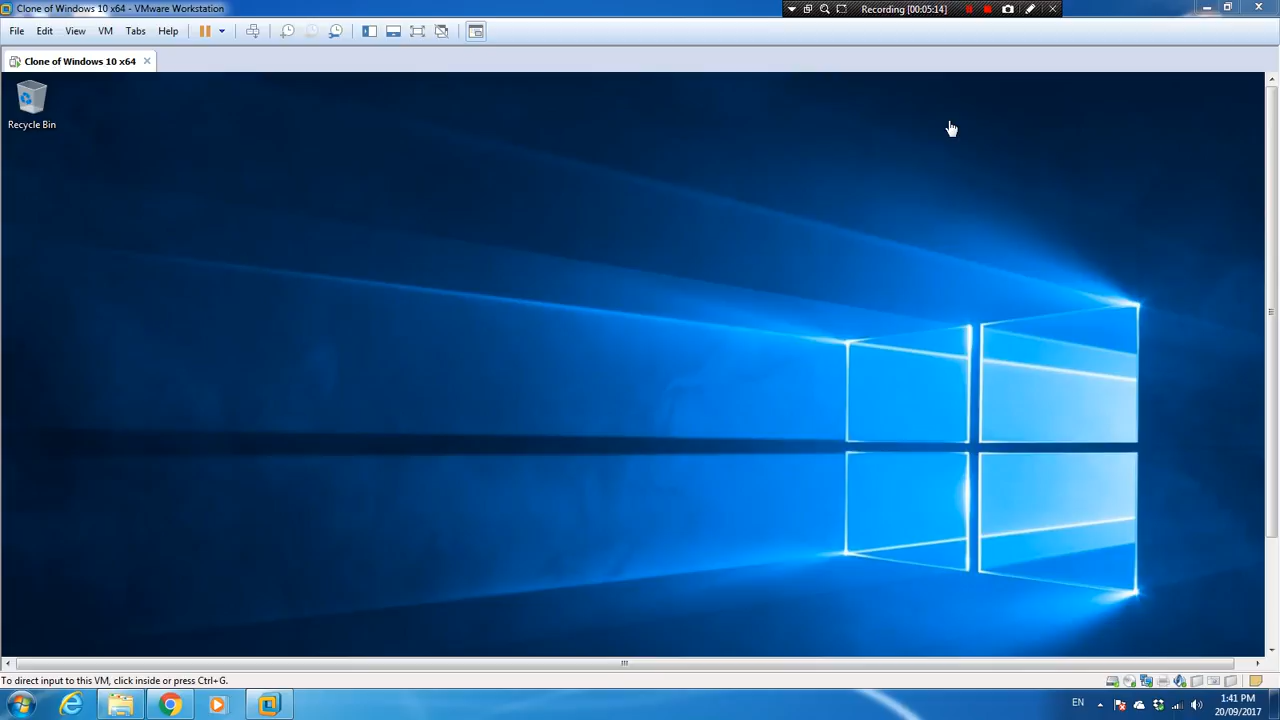 Clone of Windows 10 x64 - VMware Workstation
Recording [00:05:14]
File Edit View VM Tabs Help
Clone of Windows 10 x64
Recycle Bin
To direct input to this VM, click inside or press Ctrl+G.
EN
1:41 PM
20/09/2017